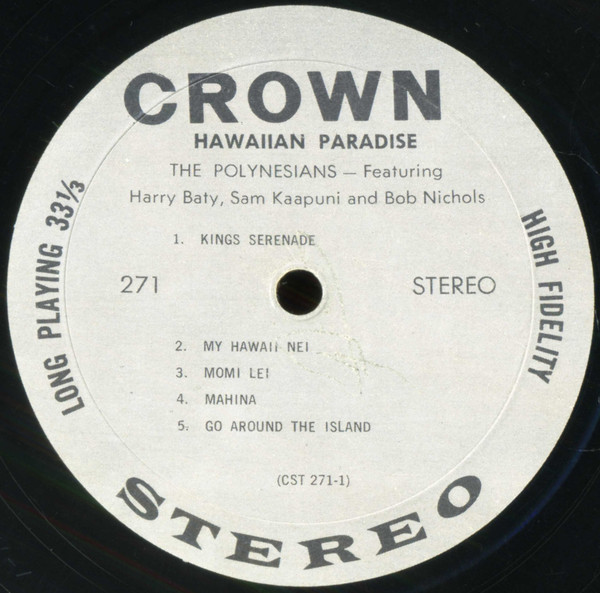 CROWN
HAWAIIAN PARADISE
THE POLYNESIANS — Featuring
Harry Baty, Sam Kaapuni and Bob Nichols
1. KINGS SERENADE
271
STEREO
2. MY HAWAII NEI
3. MOMI LEI
4. MAHINA
5. GO AROUND THE ISLAND
(CST 271-1)
LONG PLAYING 33⅓
HIGH FIDELITY
STEREO